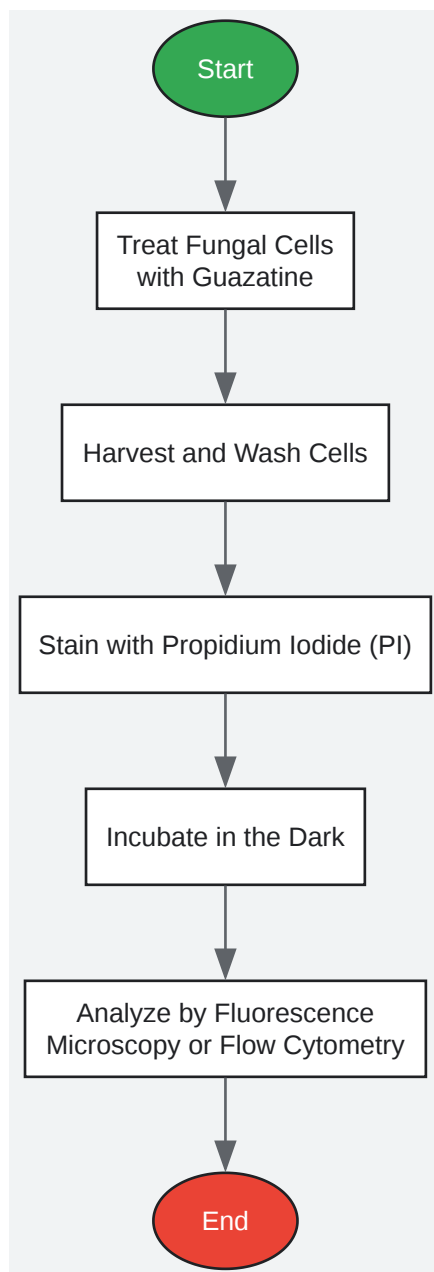 Start
Treat Fungal Cells
with Guazatine
Harvest and Wash Cells
Stain with Propidium Iodide (PI)
Incubate in the Dark
Analyze by Fluorescence
Microscopy or Flow Cytometry
End